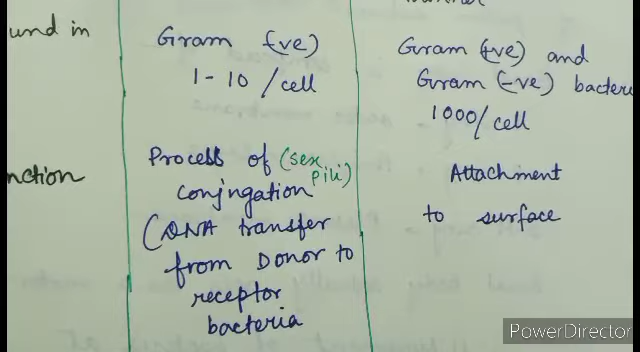 und in
Gram (-ve)
1-10/cell
Gram (+ve) and
Gram (-ve) bacter
1000/cell
nction
Process of (sex
pili)
conjugation
(DNA transfer
from Donor to
receptor
bacteria
Attachment
to surface
PowerDirector